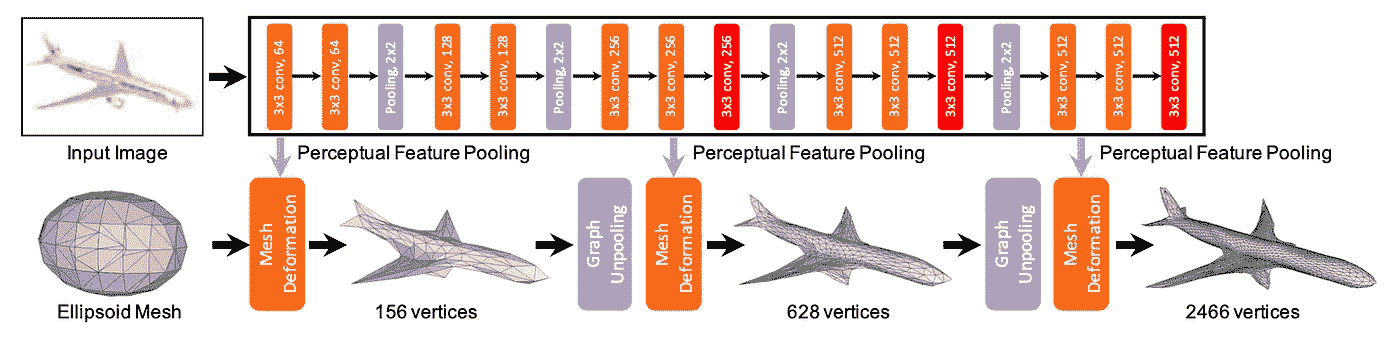 3x3 conv, 64
3x3 conv, 64
Pooling, 2x2
3x3 conv, 128
3x3 conv, 128
Pooling, 2x2
3x3 conv, 256
3x3 conv, 256
3x3 conv, 256
Pooling, 2x2
3x3 conv, 512
3x3 conv, 512
3x3 conv, 512
Pooling, 2x2
3x3 conv, 512
3x3 conv, 512
3x3 conv, 512
Input Image
Perceptual Feature Pooling
Perceptual Feature Pooling
Perceptual Feature Pooling
Mesh
Deformation
Graph
Unpooling
Mesh
Deformation
Graph
Unpooling
Mesh
Deformation
Ellipsoid Mesh
156 vertices
628 vertices
2466 vertices